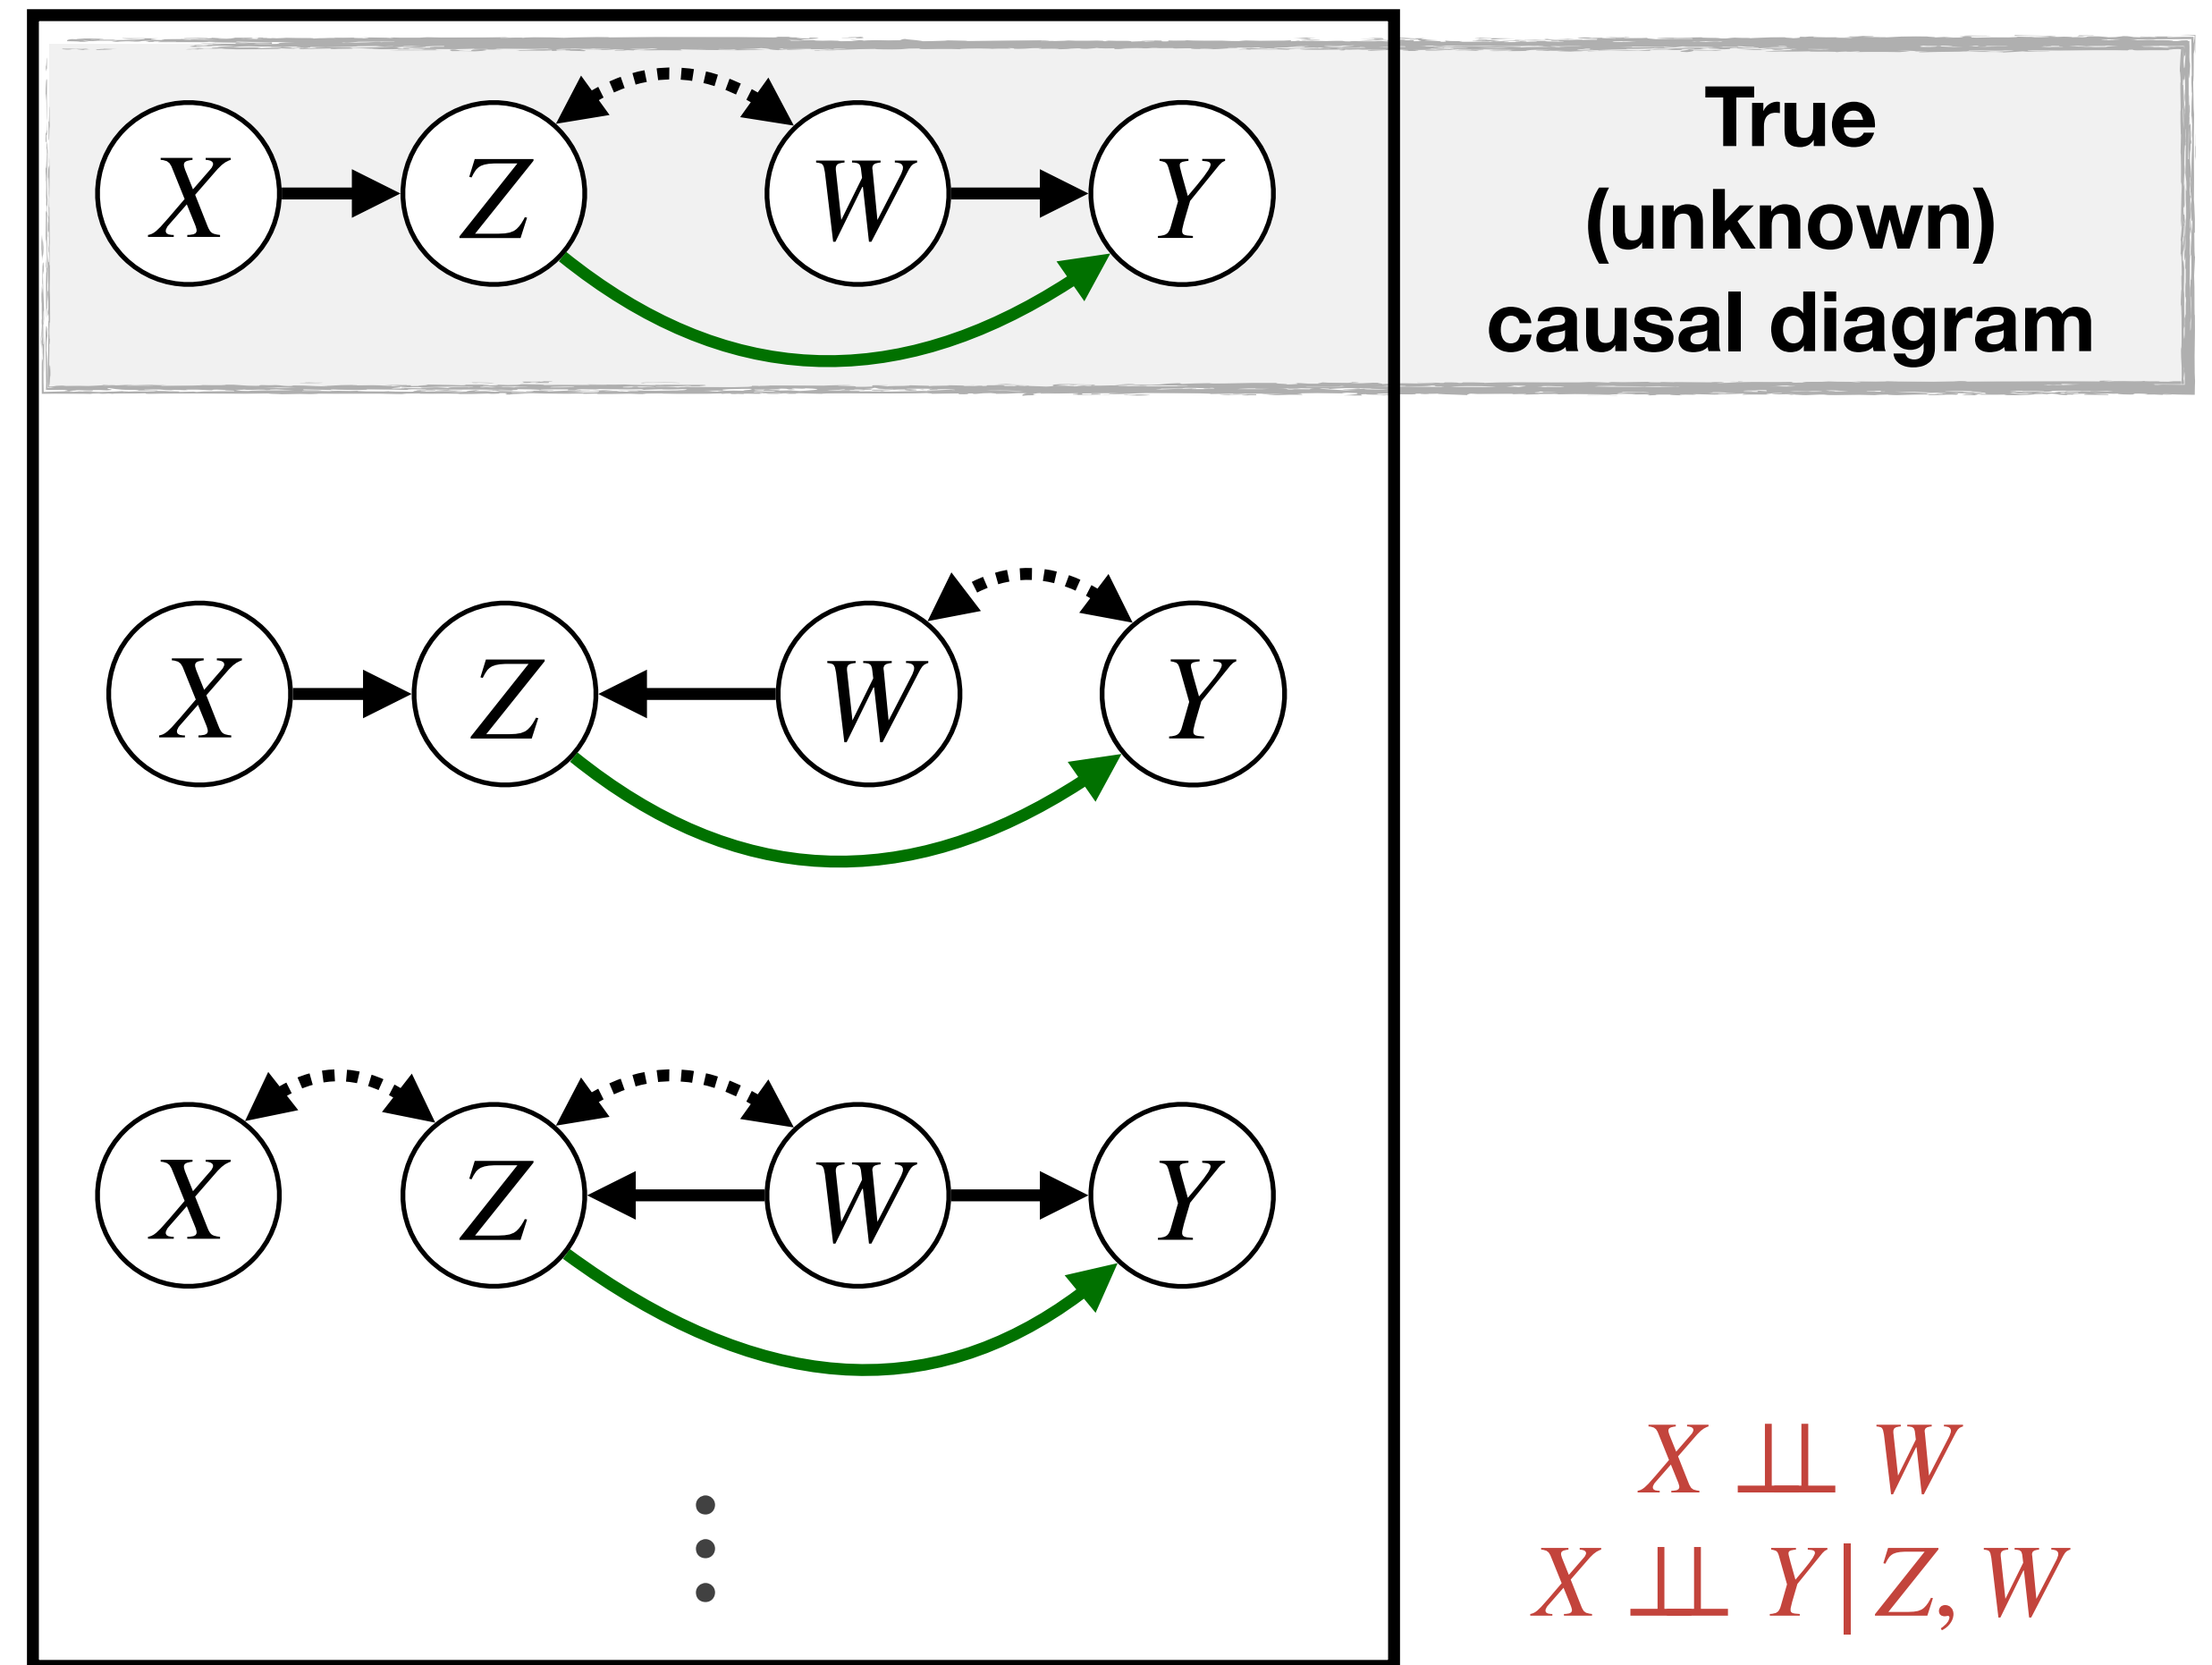 X Z W Y
True
(unknown)
causal diagram
X Z W Y
X Z W Y
X ⫫ W
X ⫫ Y|Z, W